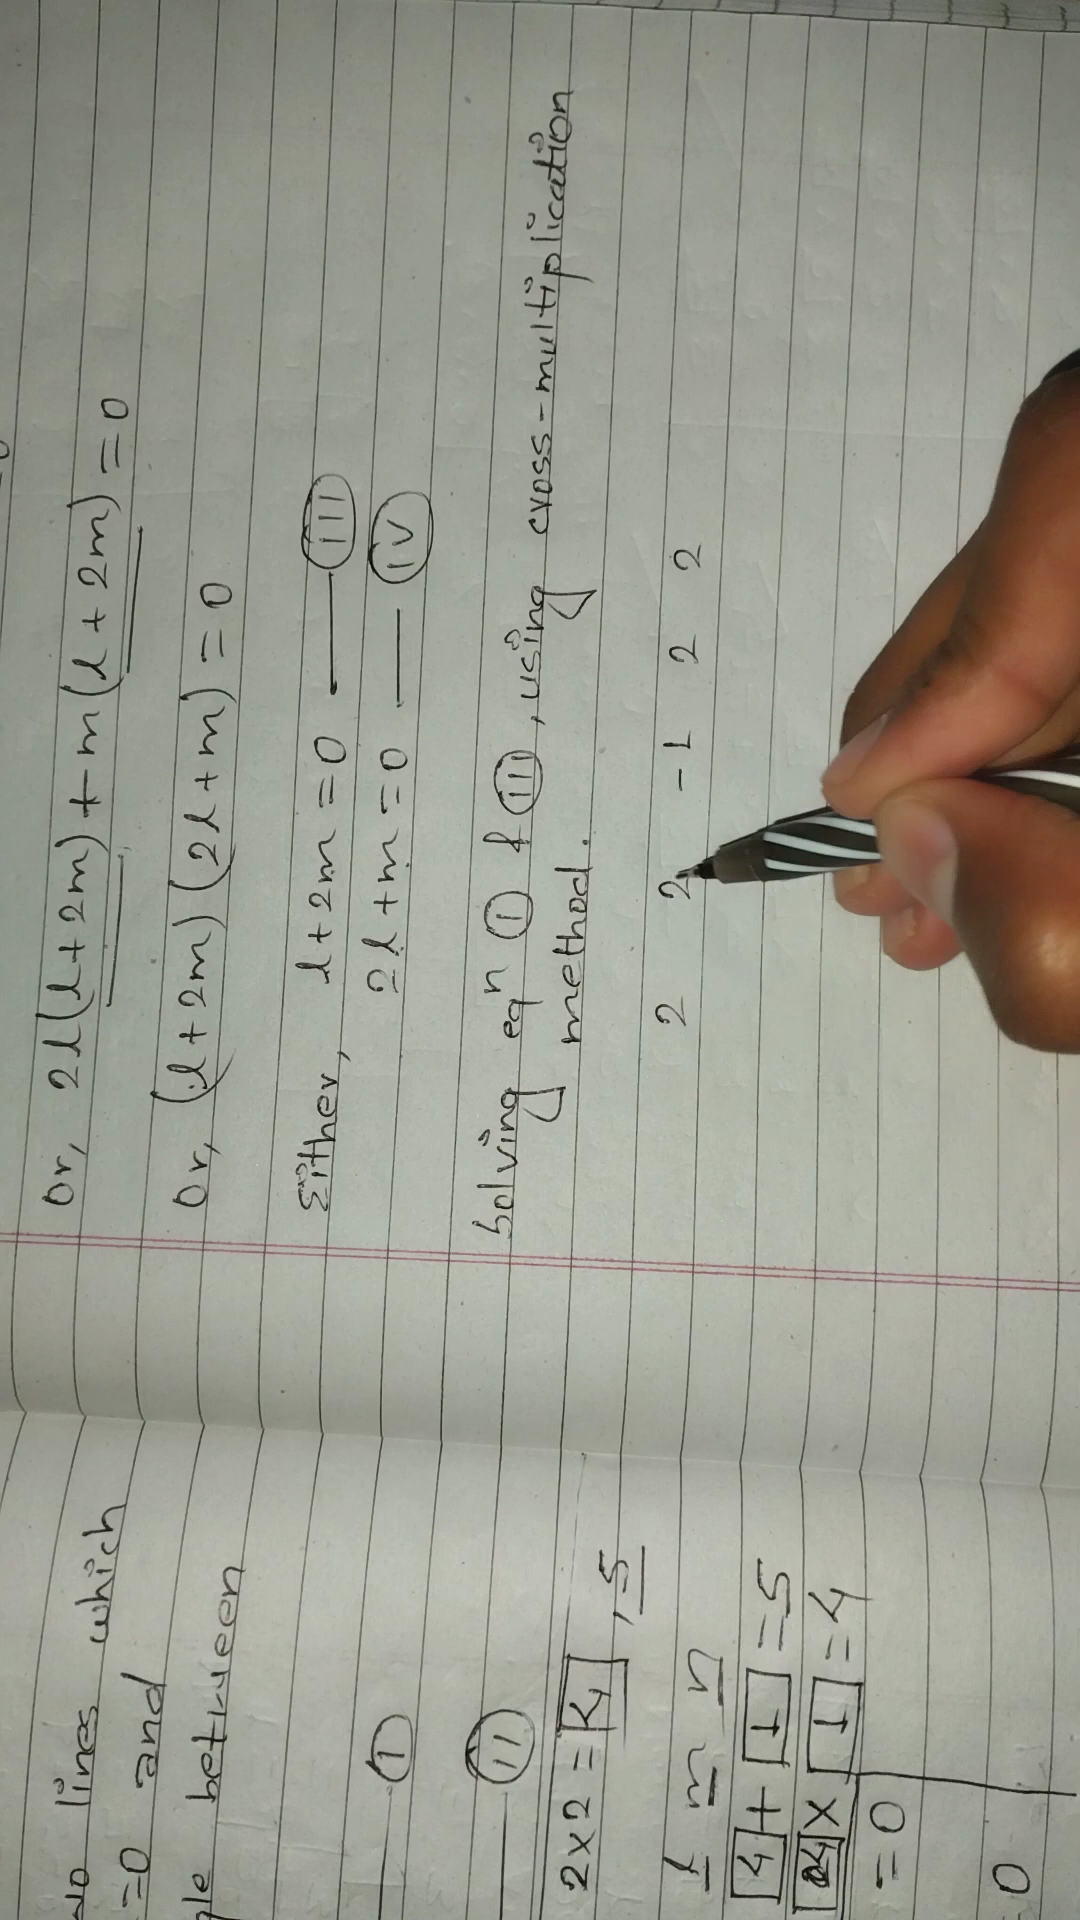 Or, 2l(l+2m)+m(l+2m)=0
Or, (l+2m)(2l+m)=0
Either, l+2m=0 — (iii)
2l+m=0 — (iv)
Solving eqⁿ (i) & (iii), using cross-multiplication
method.
2 2 -1 2 2
lines which
=0 and
between
— (i)
— (ii)
2×2=4, 5
l m n
4+1=5
×1=4
=0
0